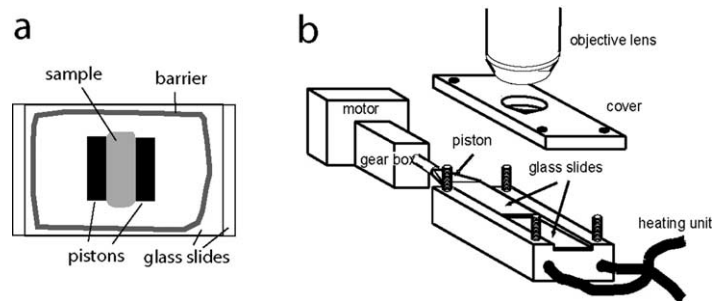 a
sample
barrier
pistons
glass slides
b
objective lens
cover
motor
gear box
piston
glass slides
heating unit